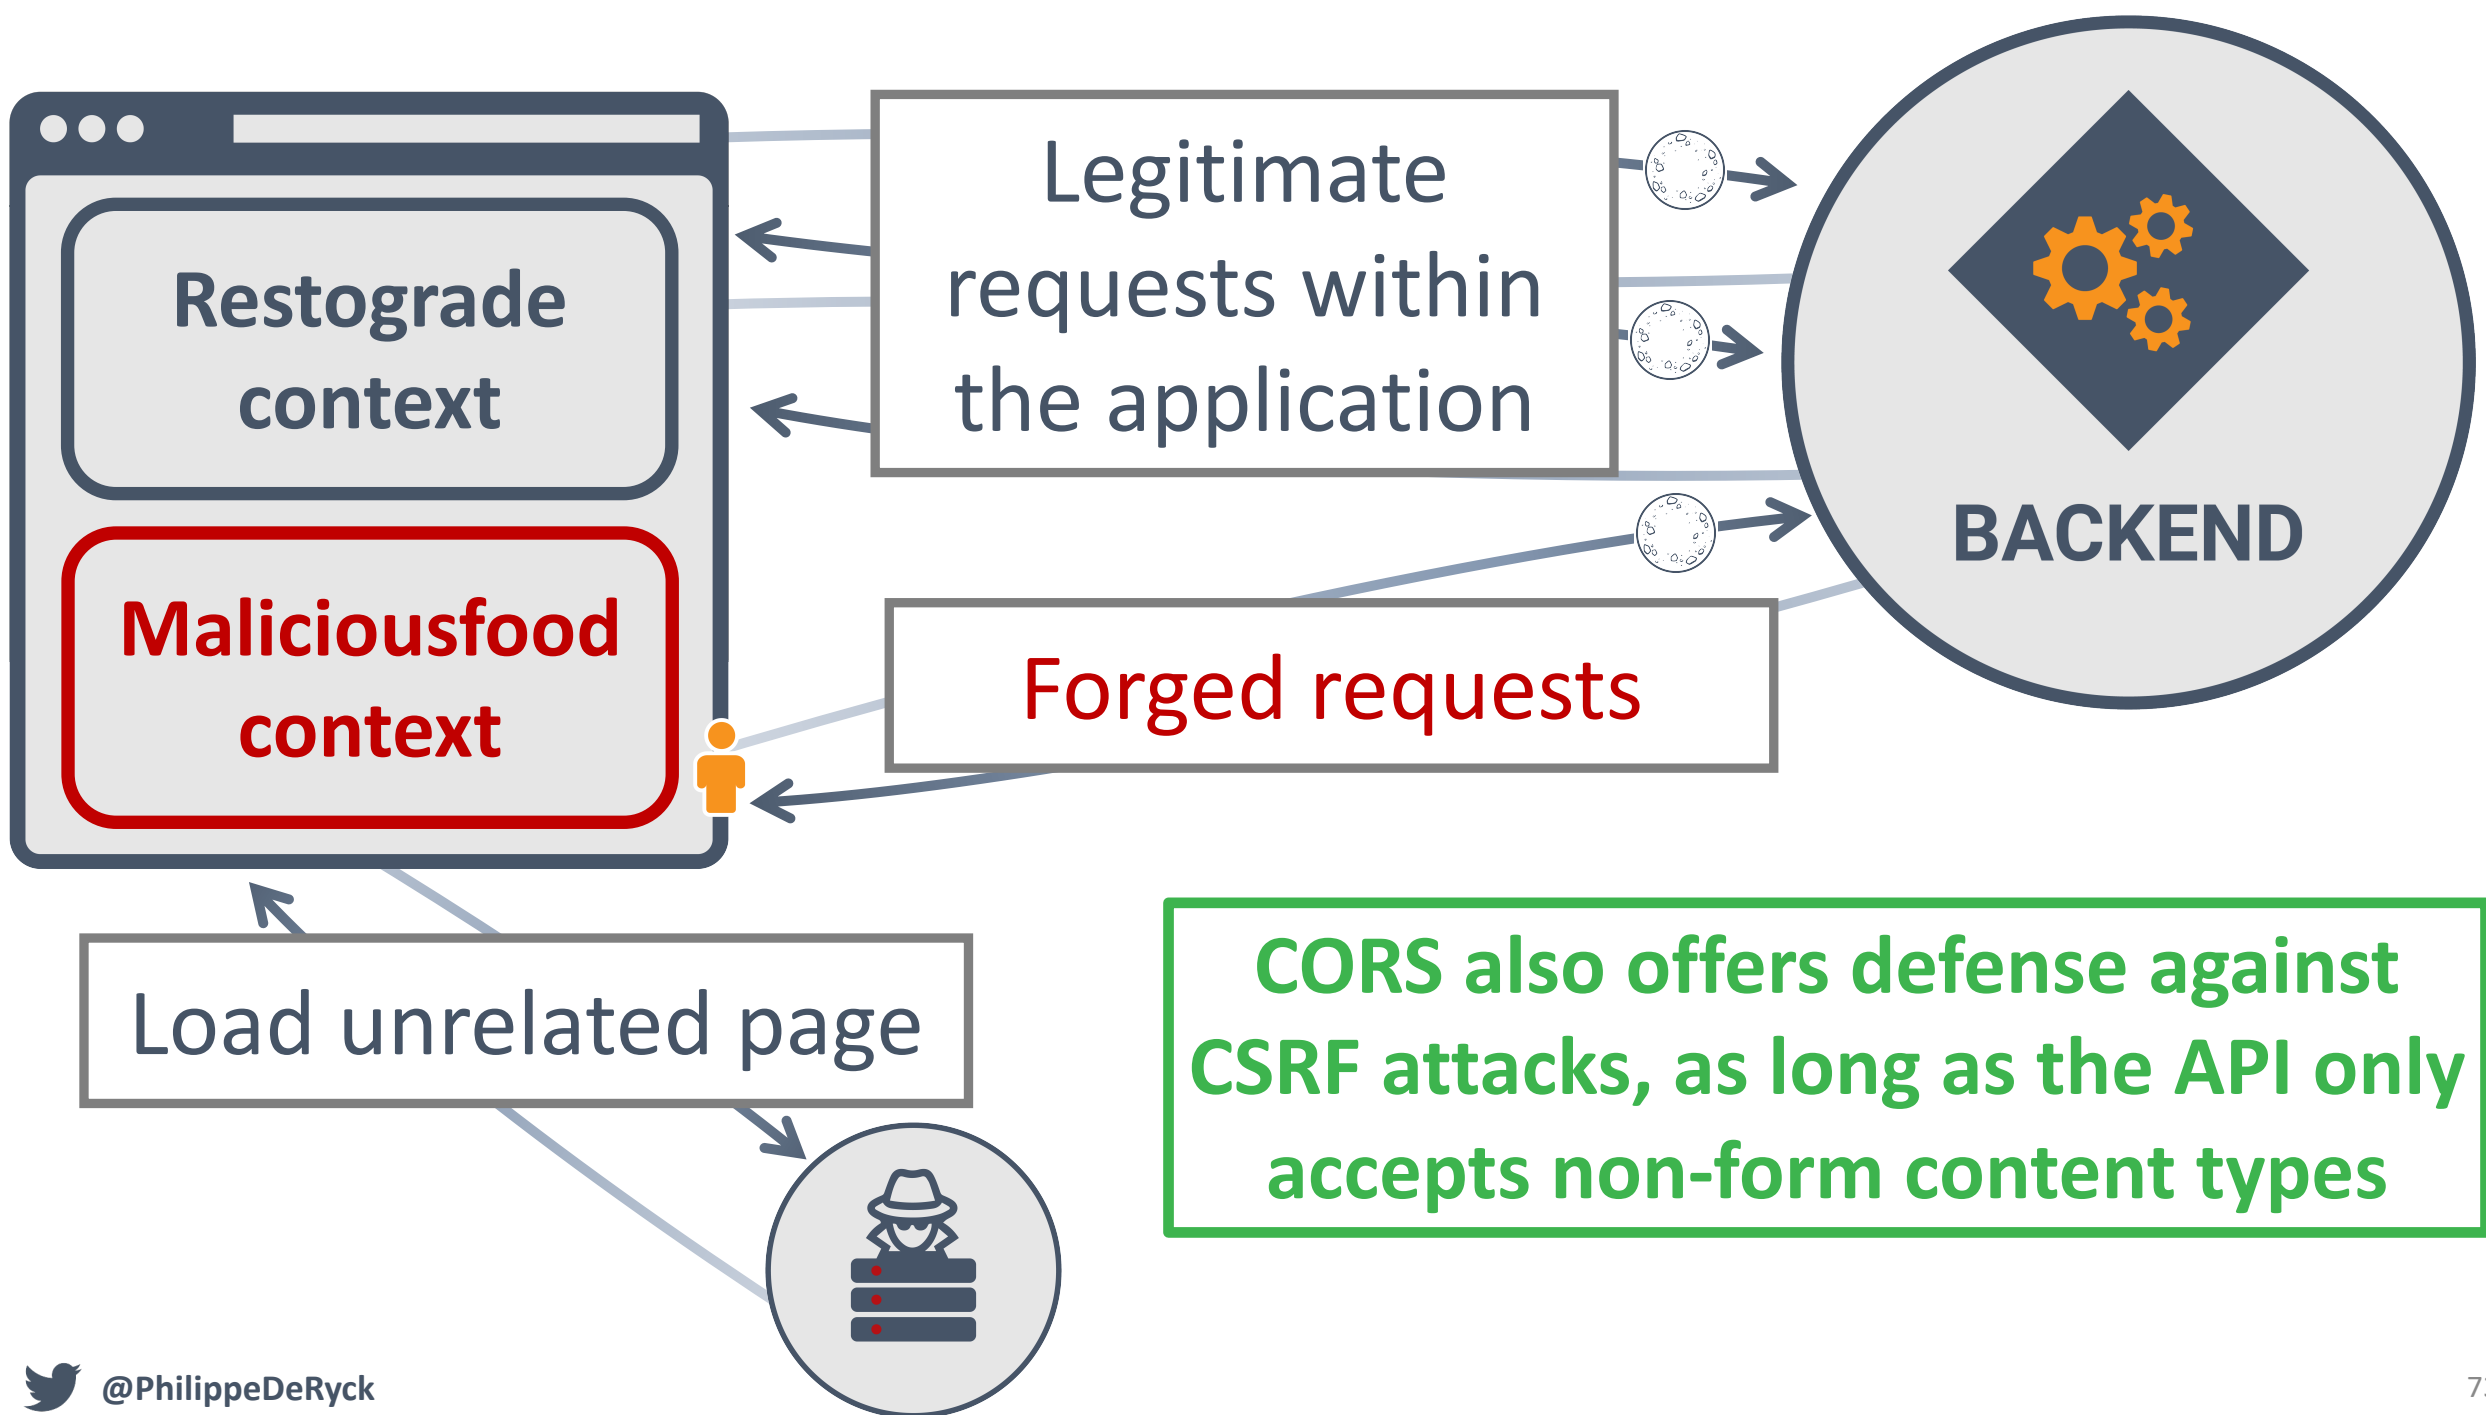 Restograde
context
Maliciousfood
context
Legitimate
requests within
the application
BACKEND
Forged requests
Load unrelated page
CORS also offers defense against
CSRF attacks, as long as the API only
accepts non-form content types
@PhilippeDeRyck